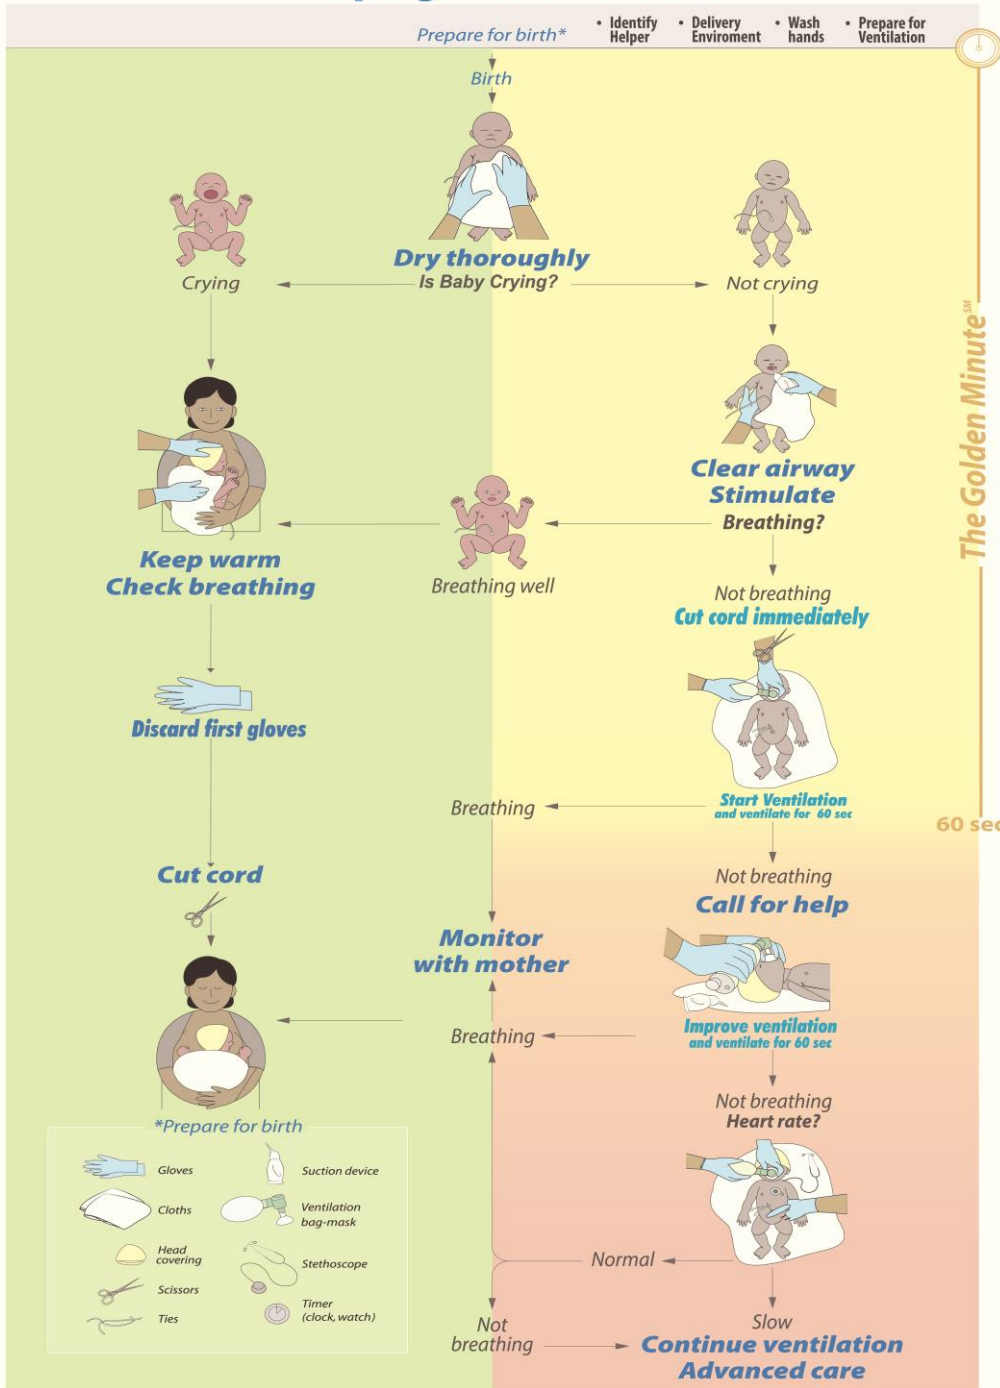 Prepare for birth*
• Identify Helper
• Delivery Enviroment
• Wash hands
• Prepare for Ventilation
Birth
Dry thoroughly
Is Baby Crying?
Crying
Not crying
The Golden Minute℠
Clear airway
Stimulate
Breathing?
Breathing well
Keep warm
Check breathing
Not breathing
Cut cord immediately
Discard first gloves
Start Ventilation
and ventilate for 60 sec
Breathing
60 sec
Not breathing
Call for help
Cut cord
Monitor
with mother
Improve ventilation
and ventilate for 60 sec
Breathing
Not breathing
Heart rate?
*Prepare for birth
Gloves
Suction device
Cloths
Ventilation
bag-mask
Head
covering
Stethoscope
Scissors
Timer
(clock, watch)
Ties
Normal
Slow
Not
breathing
Continue ventilation
Advanced care